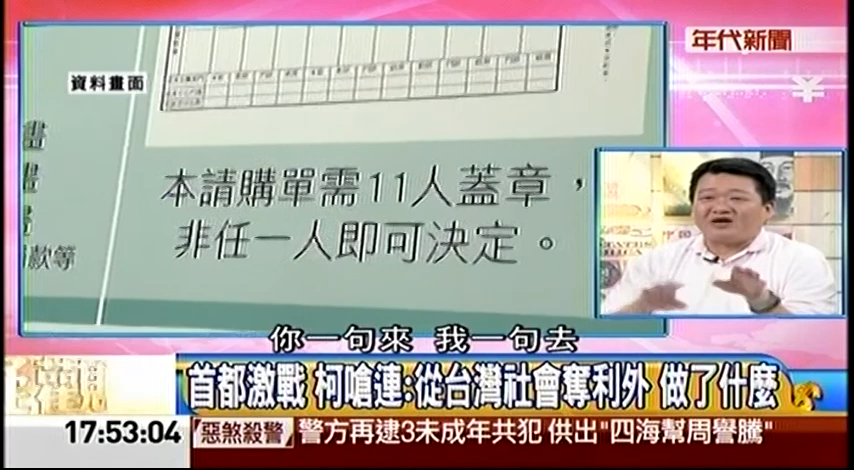 年代新聞
資料畫面
本請購單需11人蓋章，
非任一人即可決定。
款等
你一句來 我一句去
首都激戰 柯嗆連:從台灣社會奪利外 做了什麼
17:53:04
惡煞殺警 警方再逮3未成年共犯 供出"四海幫周譽騰"